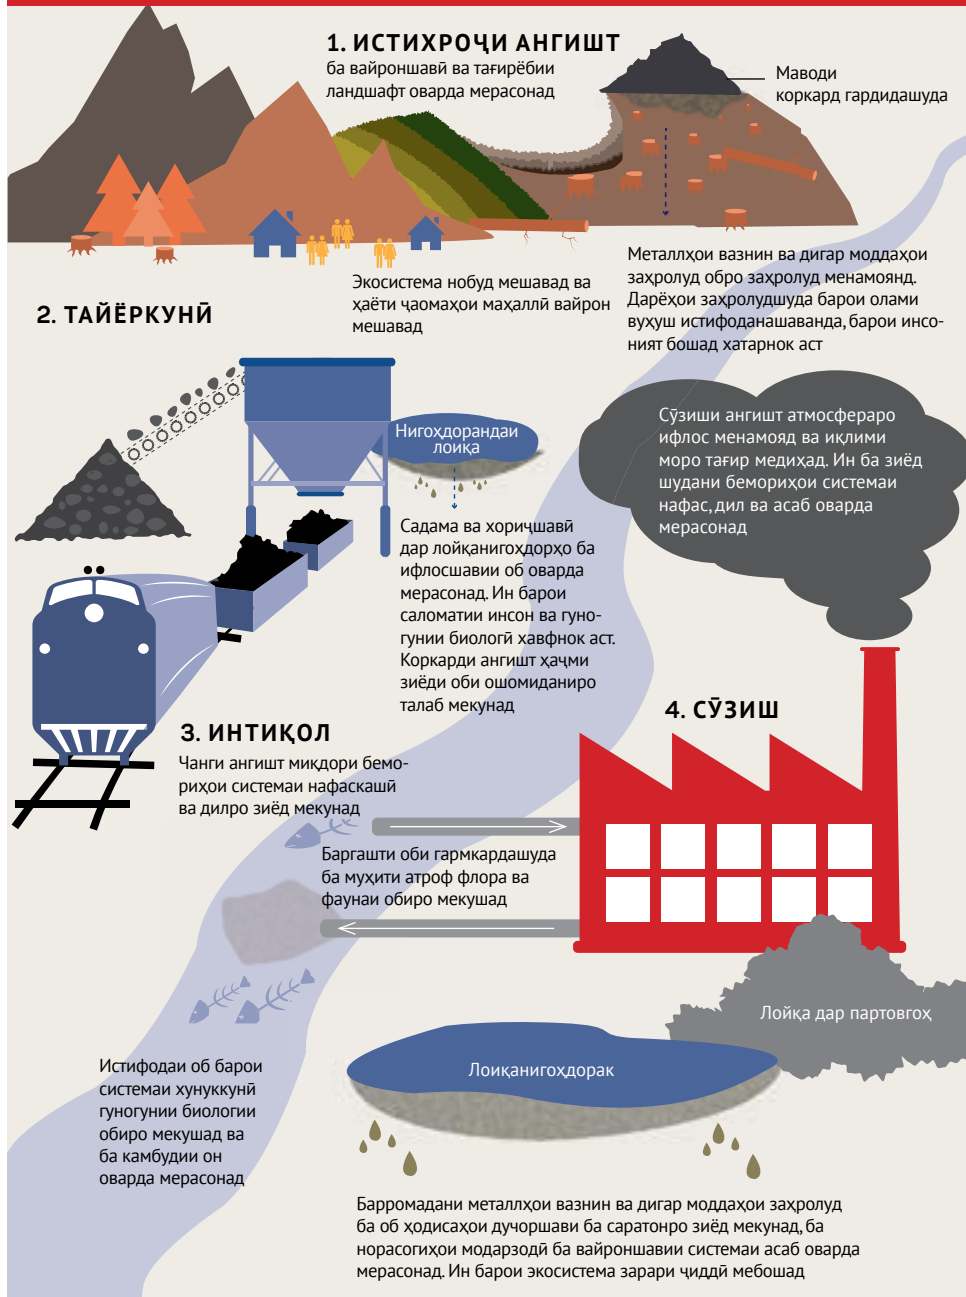 1. ИСТИХРОҶИ АНГИШТ
ба вайроншавӣ ва тағирёбии
ландшафт оварда мерасонад
Маводи
коркард гардидашуда
Металлҳои вазнин ва дигар моддаҳои
заҳролуд обро заҳролуд менамоянд.
Дарёҳои заҳролудшуда барои олами
вуҳуш истифоданашаванда, барои инсо-
ният бошад хатарнок аст
Экосистема нобуд мешавад ва
ҳаёти ҷаомаҳои маҳаллӣ вайрон
мешавад
2. ТАЙЁРКУНӢ
Нигоҳдорандаи
лоиқа
Садама ва хориҷшавӣ
дар лойқанигоҳдорҳо ба
ифлосшавии об оварда
мерасонад. Ин барои
саломатии инсон ва гуно-
гунии биологӣ хавфнок аст.
Коркарди ангишт ҳаҷми
зиёди оби ошомиданиро
талаб мекунад
Сӯзиши ангишт атмосфераро
ифлос менамояд ва иқлими
моро тағир медиҳад. Ин ба зиёд
шудани бемориҳои системаи
нафас, дил ва асаб оварда
мерасонад
3. ИНТИҚОЛ
Чанги ангишт миқдори бемо-
риҳои системаи нафаскашӣ
ва дилро зиёд мекунад
4. СӮЗИШ
Баргашти оби гармкардашуда
ба муҳити атроф флора ва
фаунаи обиро мекушад
Лойқа дар партовгоҳ
Лоиқанигоҳдорак
Истифодаи об барои
системаи хунуккунӣ
гуногунии биологии
обиро мекушад ва
ба камбудии он
оварда мерасонад
Барромадани металлҳои вазнин ва дигар моддаҳои заҳролуд
ба об ҳодисаҳои дучоршави ба саратонро зиёд мекунад, ба
норасогиҳои модарзодӣ ба вайроншавии системаи асаб оварда
мерасонад. Ин барои экосистема зарари ҷиддӣ мебошад